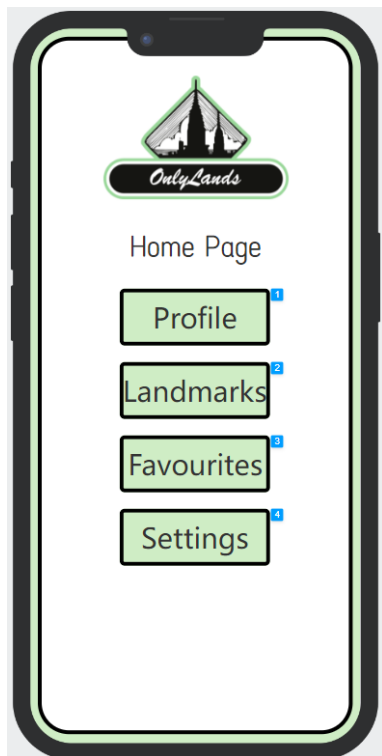 OnlyLands
Home Page
Profile
1
Landmarks
2
Favourites
3
Settings
4